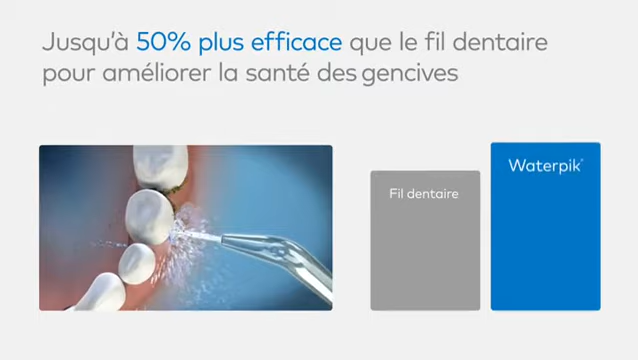 Jusqu'à 50% plus efficace que le fil dentaire
pour améliorer la santé des gencives
Fil dentaire
Waterpik®